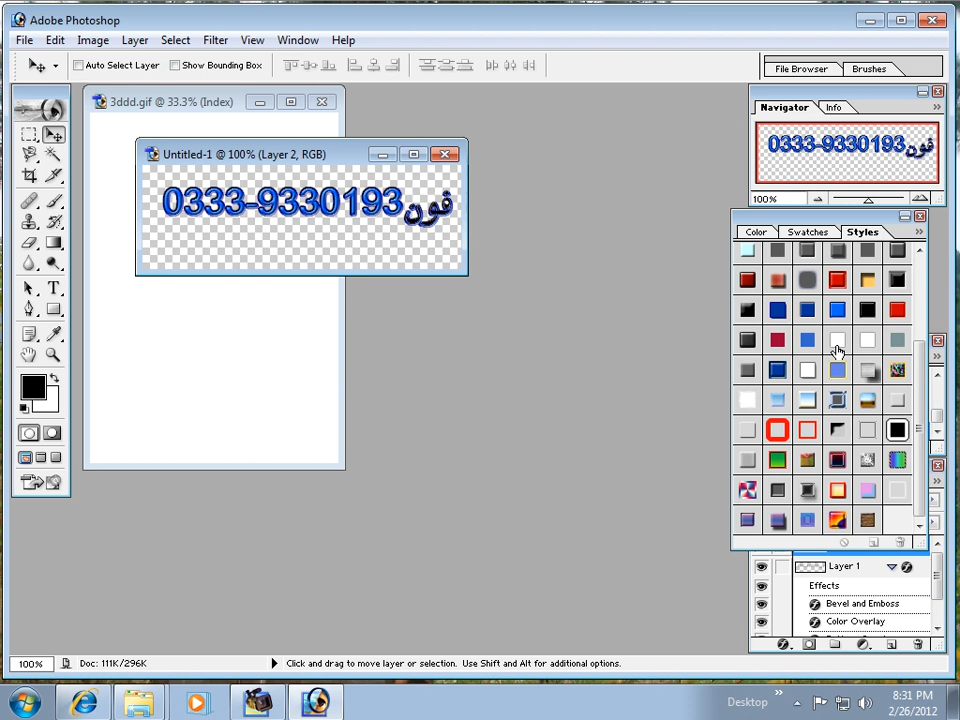 Adobe Photoshop
File Edit Image Layer Select Filter View Window Help
Auto Select Layer Show Bounding Box
File Browser Brushes
3ddd.gif @ 33.3% (Index)
Untitled-1 @ 100% (Layer 2, RGB)
0333-9330193فون
Navigator Info
0333-9330193فون
100%
Color Swatches Styles
Layer 1
Effects
Bevel and Emboss
Color Overlay
100% Doc: 111K/296K Click and drag to move layer or selection. Use Shift and Alt for additional options.
Desktop
8:31 PM
2/26/2012